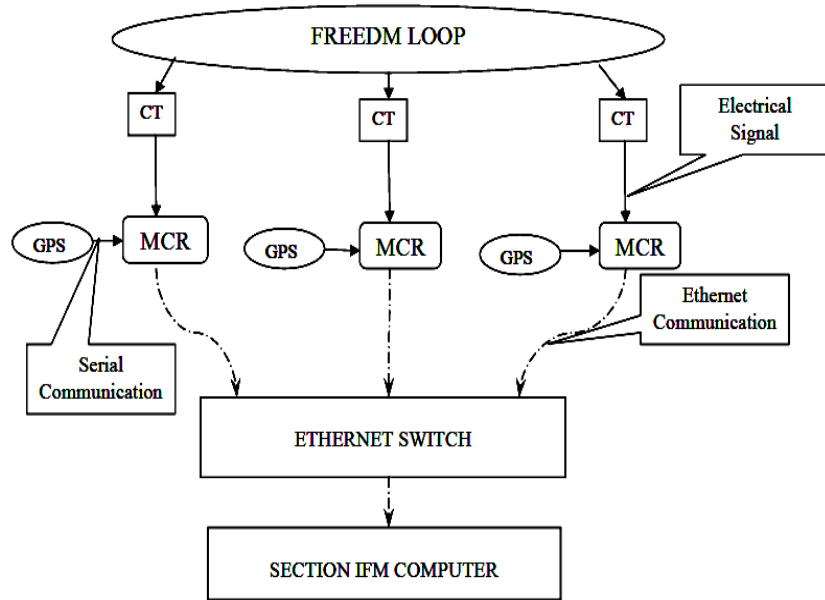 FREEDM LOOP
CT
CT
CT
Electrical
Signal
GPS
MCR
GPS
MCR
GPS
MCR
Serial
Communication
Ethernet
Communication
ETHERNET SWITCH
SECTION IFM COMPUTER